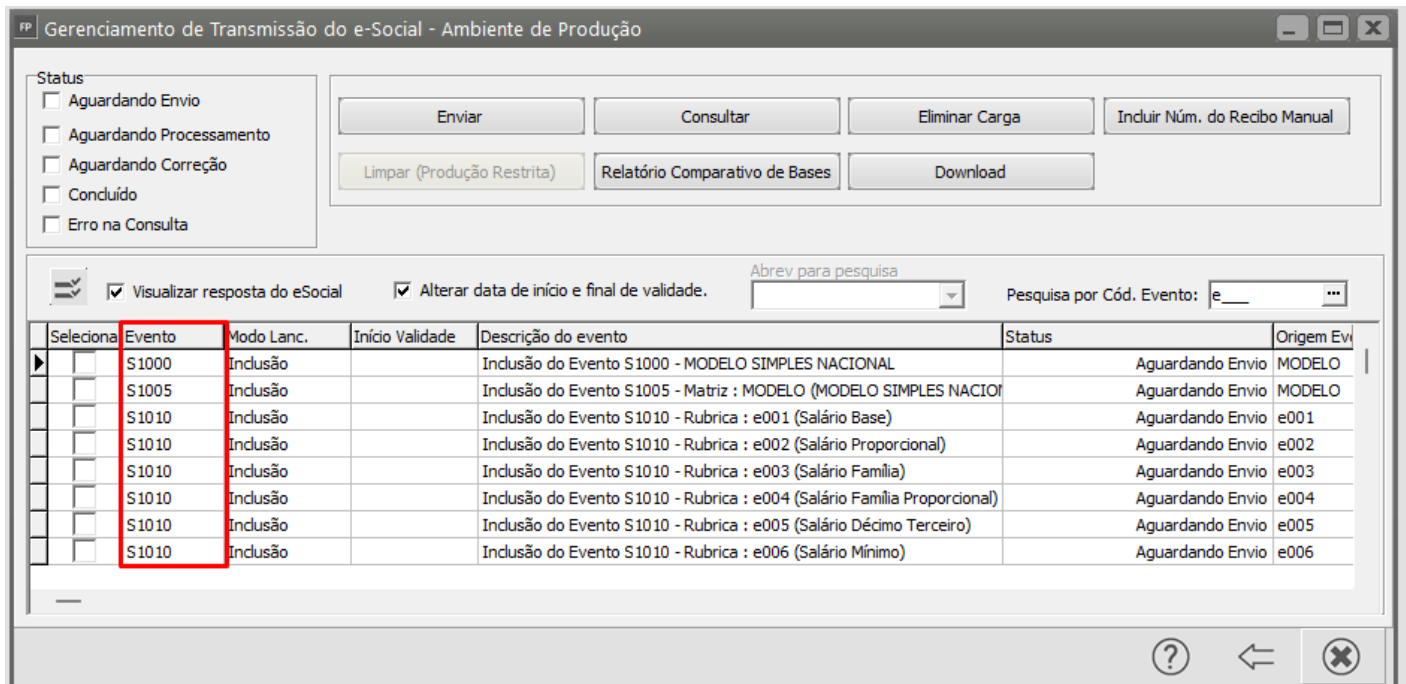 FP Gerenciamento de Transmissão do e-Social - Ambiente de Produção
Status
Aguardando Envio
Aguardando Processamento
Aguardando Correção
Concluído
Erro na Consulta
Enviar Consultar Eliminar Carga Incluir Núm. do Recibo Manual
Limpar (Produção Restrita) Relatório Comparativo de Bases Download
Visualizar resposta do eSocial Alterar data de início e final de validade. Abrev para pesquisa Pesquisa por Cód. Evento: e___ ...
Seleciona Evento Modo Lanc. Início Validade Descrição do evento Status Origem Eve
S1000 Inclusão Inclusão do Evento S1000 - MODELO SIMPLES NACIONAL Aguardando Envio MODELO
S1005 Inclusão Inclusão do Evento S1005 - Matriz : MODELO (MODELO SIMPLES NACION Aguardando Envio MODELO
S1010 Inclusão Inclusão do Evento S1010 - Rubrica : e001 (Salário Base) Aguardando Envio e001
S1010 Inclusão Inclusão do Evento S1010 - Rubrica : e002 (Salário Proporcional) Aguardando Envio e002
S1010 Inclusão Inclusão do Evento S1010 - Rubrica : e003 (Salário Família) Aguardando Envio e003
S1010 Inclusão Inclusão do Evento S1010 - Rubrica : e004 (Salário Família Proporcional) Aguardando Envio e004
S1010 Inclusão Inclusão do Evento S1010 - Rubrica : e005 (Salário Décimo Terceiro) Aguardando Envio e005
S1010 Inclusão Inclusão do Evento S1010 - Rubrica : e006 (Salário Mínimo) Aguardando Envio e006
?